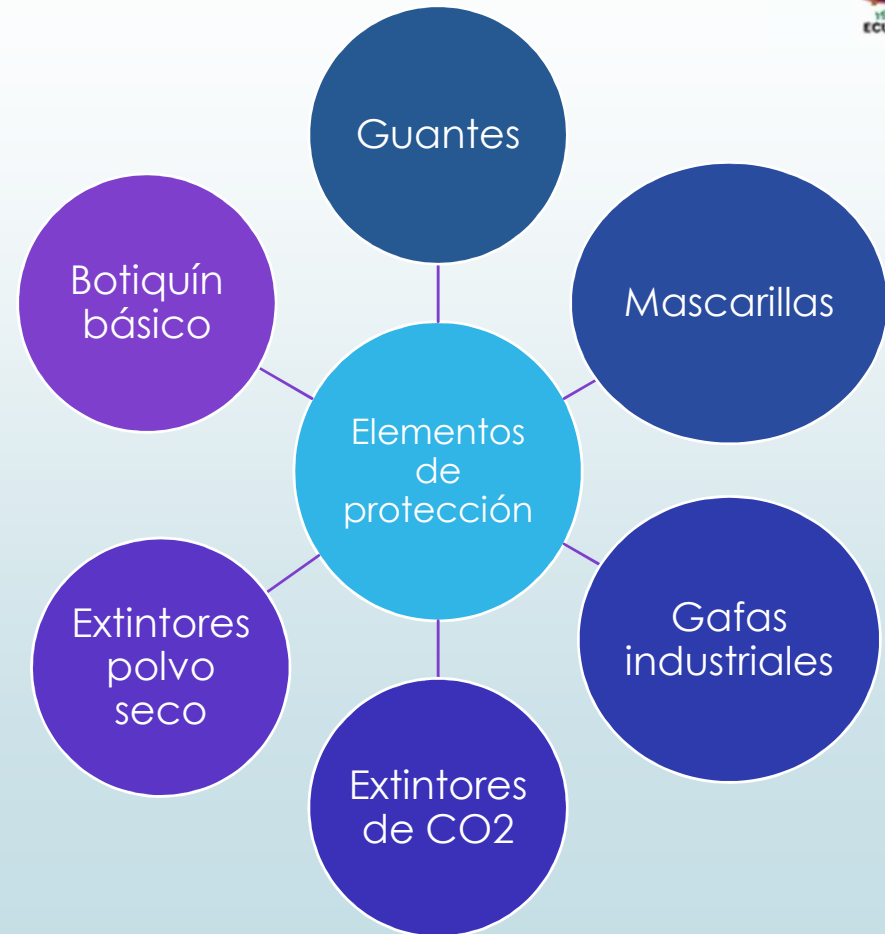 Guantes
Mascarillas
Gafas
industriales
Extintores
de CO2
Extintores
polvo
seco
Botiquín
básico
Elementos
de
protección